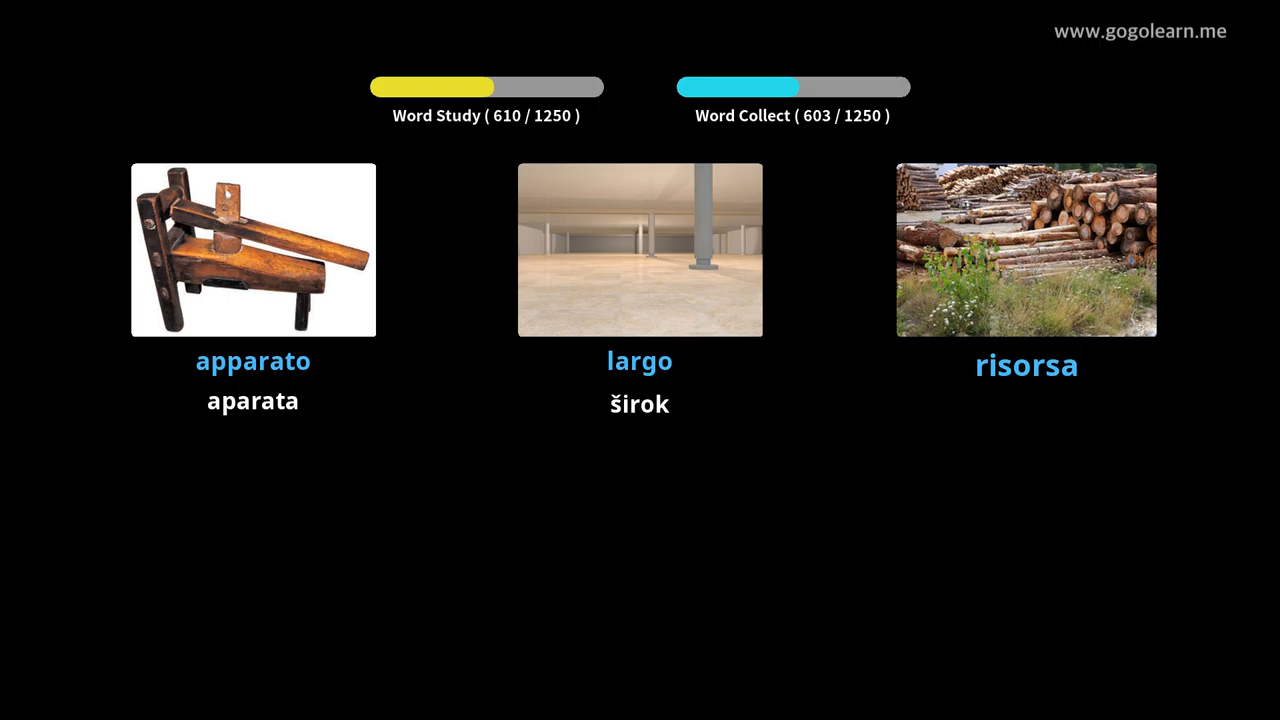 www.gogolearn.me
Word Study ( 610 / 1250 )
Word Collect ( 603 / 1250 )
apparato
largo
risorsa
aparata
širok